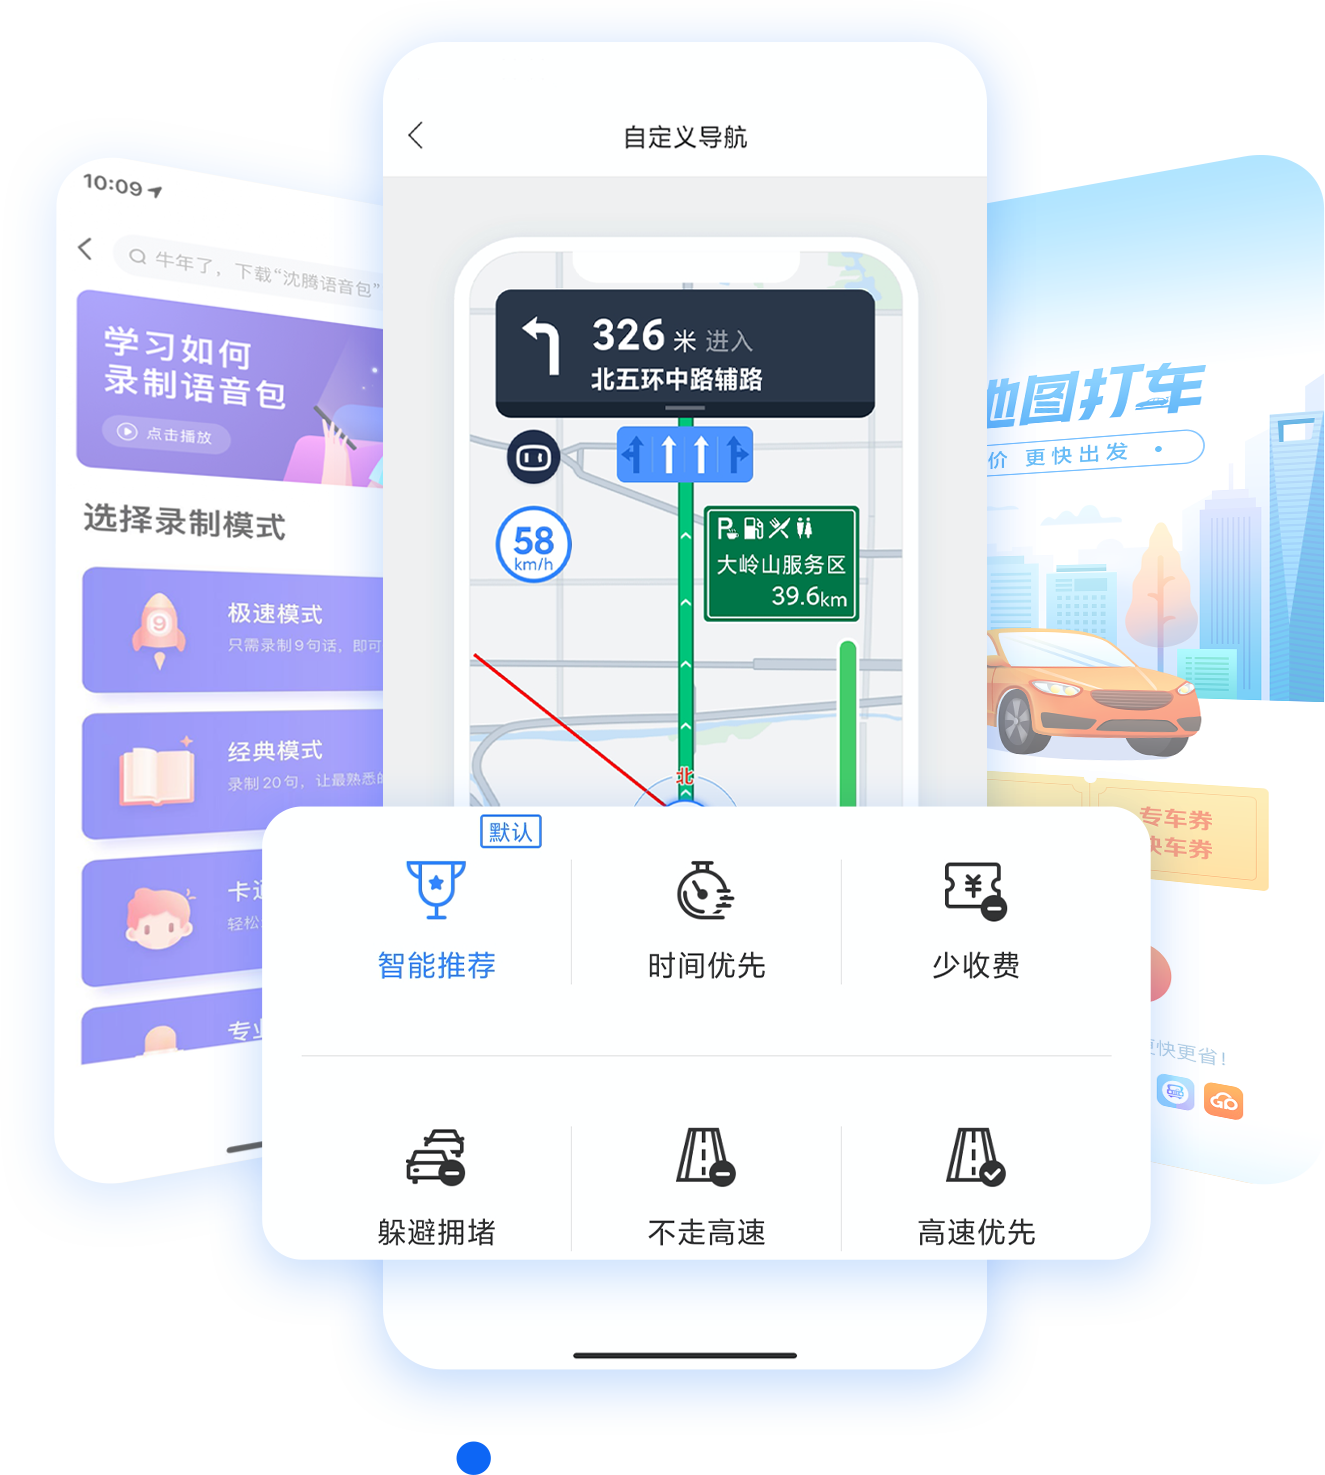 自定义导航
10:09
牛年了，下载“沈腾语音包”
学习如何
录制语音包
点击播放
选择录制模式
极速模式
9
只需录制9句话，即可
经典模式
录制20句，让最熟悉的
卡通
轻松
专业
326 米 进入
北五环中路辅路
58
km/h
P
大岭山服务区
39.6km
北
地图打车
价 更快出发
专车券
快车券
更快更省！
默认
智能推荐
时间优先
少收费
躲避拥堵
不走高速
高速优先